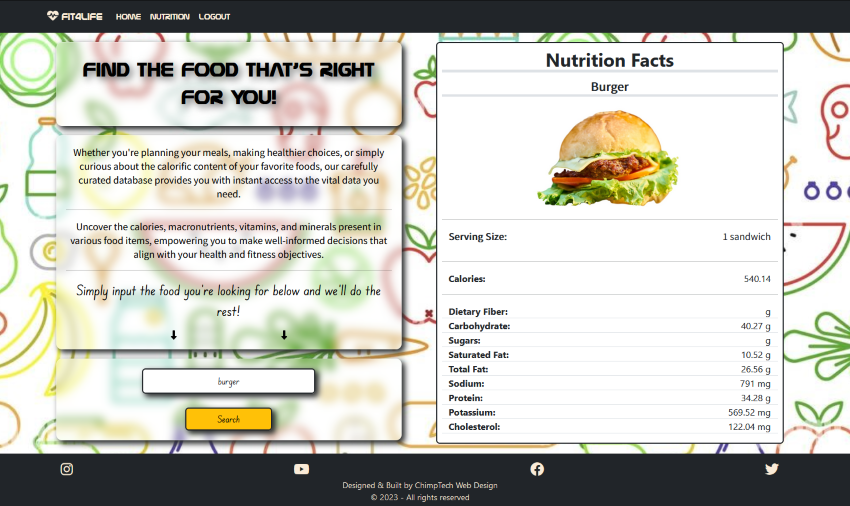 FIT4LIFE HOME NUTRITION LOGOUT
FIND THE FOOD THAT'S RIGHT
FOR YOU!
Whether you're planning your meals, making healthier choices, or simply
curious about the calorific content of your favorite foods, our carefully
curated database provides you with instant access to the vital data you
need.
Uncover the calories, macronutrients, vitamins, and minerals present in
various food items, empowering you to make well-informed decisions that
align with your health and fitness objectives.
Simply input the food you're looking for below and we'll do the
rest!
burger
Search
Nutrition Facts
Burger
Serving Size: 1 sandwich
Calories: 540.14
Dietary Fiber: g
Carbohydrate: 40.27 g
Sugars: g
Saturated Fat: 10.52 g
Total Fat: 26.56 g
Sodium: 791 mg
Protein: 34.28 g
Potassium: 569.52 mg
Cholesterol: 122.04 mg
Designed & Built by ChimpTech Web Design
© 2023 - All rights reserved